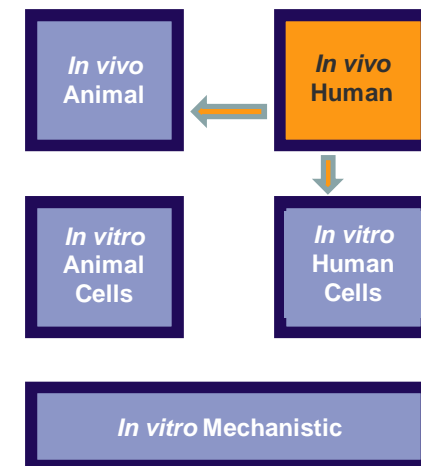 In vivo
Animal
In vivo
Human
In vitro
Animal
Cells
In vitro
Human
Cells
In vitro Mechanistic